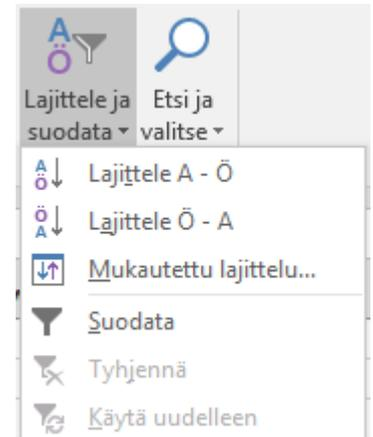 Lajittele ja
suodata
Etsi ja
valitse
Lajittele A - Ö
Lajittele Ö - A
Mukautettu lajittelu...
Suodata
Tyhjennä
Käytä uudelleen